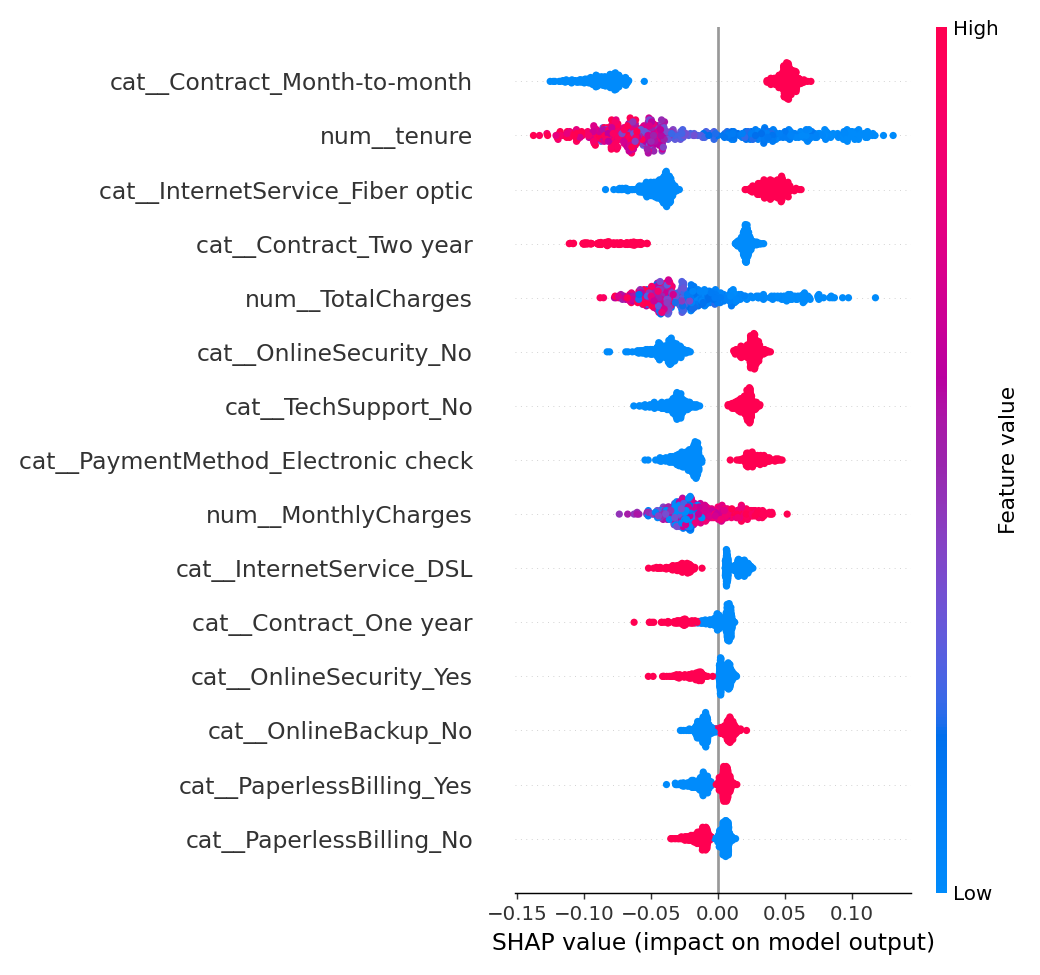 High
cat__Contract_Month-to-month
num__tenure
cat__InternetService_Fiber optic
cat__Contract_Two year
num__TotalCharges
cat__OnlineSecurity_No
cat__TechSupport_No
cat__PaymentMethod_Electronic check
num__MonthlyCharges
cat__InternetService_DSL
cat__Contract_One year
cat__OnlineSecurity_Yes
cat__OnlineBackup_No
cat__PaperlessBilling_Yes
cat__PaperlessBilling_No
Feature value
Low
−0.15 −0.10 −0.05 0.00 0.05 0.10
SHAP value (impact on model output)